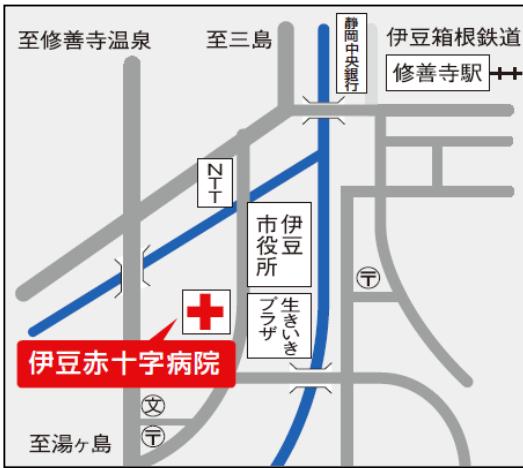 至修善寺温泉
至三島
静岡中央銀行
伊豆箱根鉄道
修善寺駅
NTT
伊豆
市役所
生きいき
プラザ
〒
伊豆赤十字病院
文
〒
至湯ヶ島